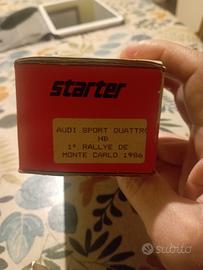 starter
AUDI SPORT QUATTRO
HB
1° RALLYE DE
MONTE CARLO 1986
subito